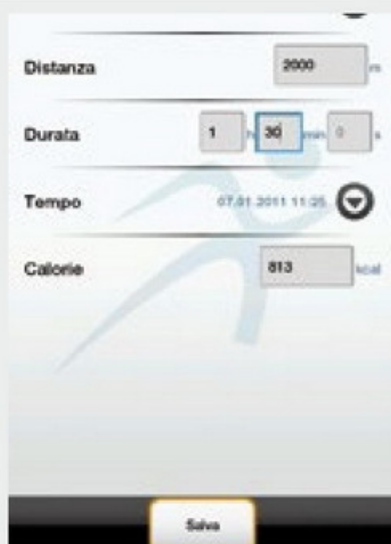 Distanza 2000 m
Durata 1 h 30 min 0 s
Tempo 07.01.2011 11:25
Calorie 813 kcal
Salva